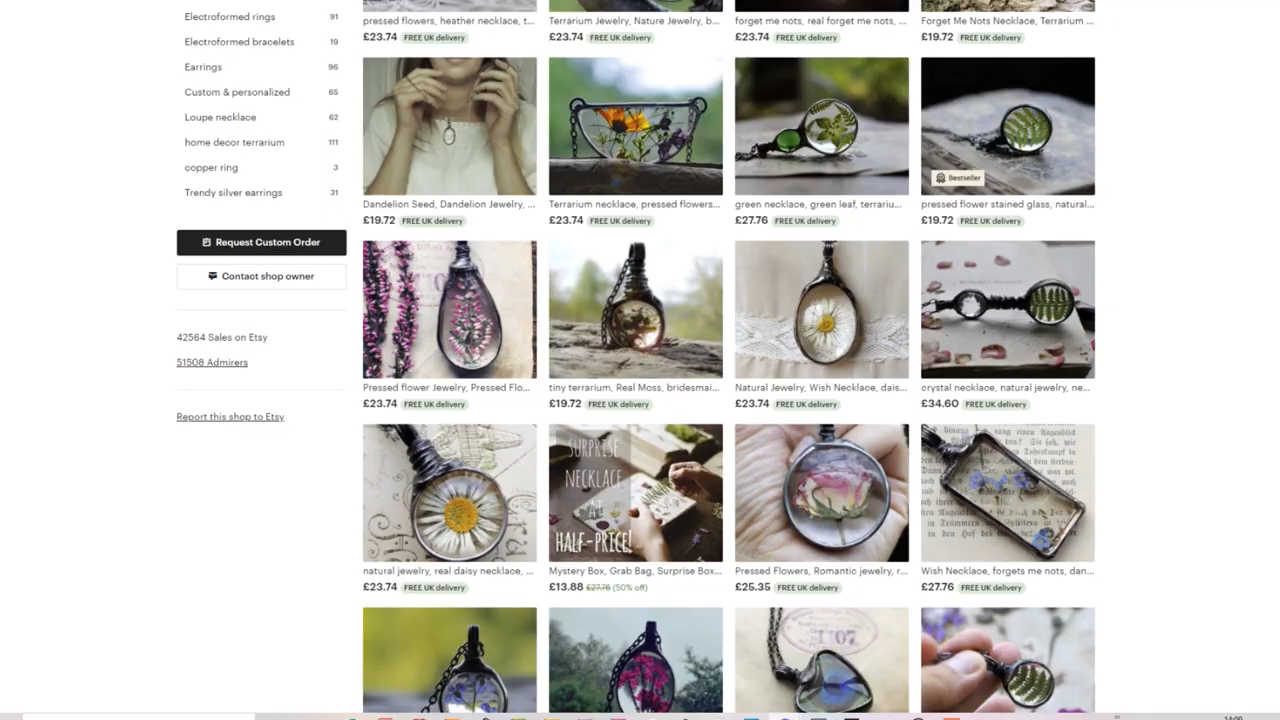 Electroformed rings 91
Electroformed bracelets 19
Earrings 96
Custom & personalized 65
Loupe necklace 62
home decor terrarium 111
copper ring 3
Trendy silver earrings 31
Request Custom Order
Contact shop owner
42564 Sales on Etsy
51508 Admirers
Report this shop to Etsy
pressed flowers, heather necklace, t...
£23.74 FREE UK delivery
Terrarium Jewelry, Nature Jewelry, b...
£23.74 FREE UK delivery
forget me nots, real forget me nots, ...
£23.74 FREE UK delivery
Forget Me Nots Necklace, Terrarium ...
£19.72 FREE UK delivery
Dandelion Seed, Dandelion Jewelry, ...
£19.72 FREE UK delivery
Terrarium necklace, pressed flowers...
£23.74 FREE UK delivery
green necklace, green leaf, terrariu...
£27.76 FREE UK delivery
Bestseller
pressed flower stained glass, natural...
£19.72 FREE UK delivery
Pressed flower Jewelry, Pressed Flo...
£23.74 FREE UK delivery
tiny terrarium, Real Moss, bridesmai...
£19.72 FREE UK delivery
Natural Jewelry, Wish Necklace, dais...
£23.74 FREE UK delivery
crystal necklace, natural jewelry, ne...
£34.60 FREE UK delivery
natural jewelry, real daisy necklace, ...
£23.74 FREE UK delivery
SURPRISE
NECKLACE
AT
HALF-PRICE!
Mystery Box, Grab Bag, Surprise Box...
£13.88 £27.76 (50% off)
Pressed Flowers, Romantic jewelry, r...
£25.35 FREE UK delivery
Wish Necklace, forgets me nots, dan...
£27.76 FREE UK delivery